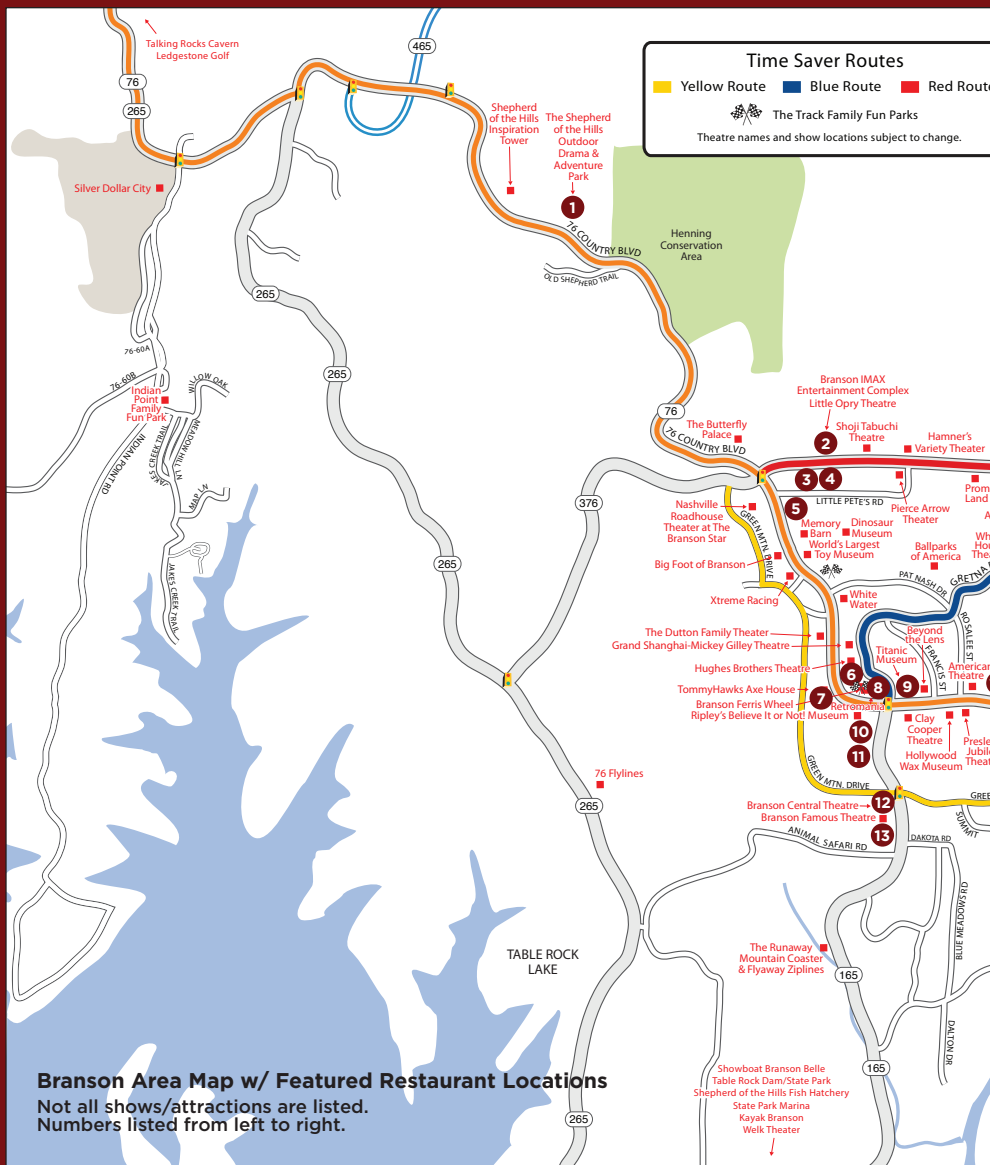 Talking Rocks Cavern
Ledgestone Golf
465
76
265
Time Saver Routes
Yellow Route
Blue Route
Red Route
The Track Family Fun Parks
Theatre names and show locations subject to change.
Shepherd
of the Hills
Inspiration
Tower
The Shepherd
of the Hills
Outdoor
Drama &
Adventure
Park
1
Silver Dollar City
76 COUNTRY BLVD
Henning
Conservation
Area
OLD SHEPHERD TRAIL
265
76-60A
76-60B
WILLOW OAK
Indian
Point
Family
Fun Park
INDIAN POINT RD
JAKES CREEK TRAIL
MEADOW HILL LN
MAP LN
JAKES CREEK TRAIL
265
76
76 COUNTRY BLVD
The Butterfly
Palace
Branson IMAX
Entertainment Complex
Little Opry Theatre
2
Shoji Tabuchi
Theatre
Hamner's
Variety Theater
3
4
LITTLE PETE'S RD
5
Pierce Arrow
Theater
Prom
Land
A
376
Nashville
Roadhouse
Theater at The
Branson Star
GREEN MTN. DRIVE
Memory
Barn
Dinosaur
Museum
World's Largest
Toy Museum
Ballparks
of America
Wh
Hou
Thea
Big Foot of Branson
PAT NASH DR
GRETNA
Xtreme Racing
White
Water
265
The Dutton Family Theater
Grand Shanghai-Mickey Gilley Theatre
Hughes Brothers Theatre
Beyond
the Lens
Titanic
Museum
FRANCIS ST
ROSALEE ST
American
Theatre
6
TommyHawks Axe House
7
8
9
Branson Ferris Wheel
Retromania
Ripley's Believe It or Not! Museum
Clay
Cooper
Theatre
Hollywood
Wax Museum
Presle
Jubile
Theat
10
11
76 Flylines
265
GREEN MTN. DRIVE
GREE
SUMMIT
Branson Central Theatre
12
Branson Famous Theatre
13
ANIMAL SAFARI RD
DAKOTA RD
BLUE MEADOWS RD
TABLE ROCK
LAKE
The Runaway
Mountain Coaster
& Flyaway Ziplines
165
DALTON DR
165
Showboat Branson Belle
Table Rock Dam/State Park
Shepherd of the Hills Fish Hatchery
State Park Marina
Kayak Branson
Welk Theater
265
Branson Area Map w/ Featured Restaurant Locations
Not all shows/attractions are listed.
Numbers listed from left to right.